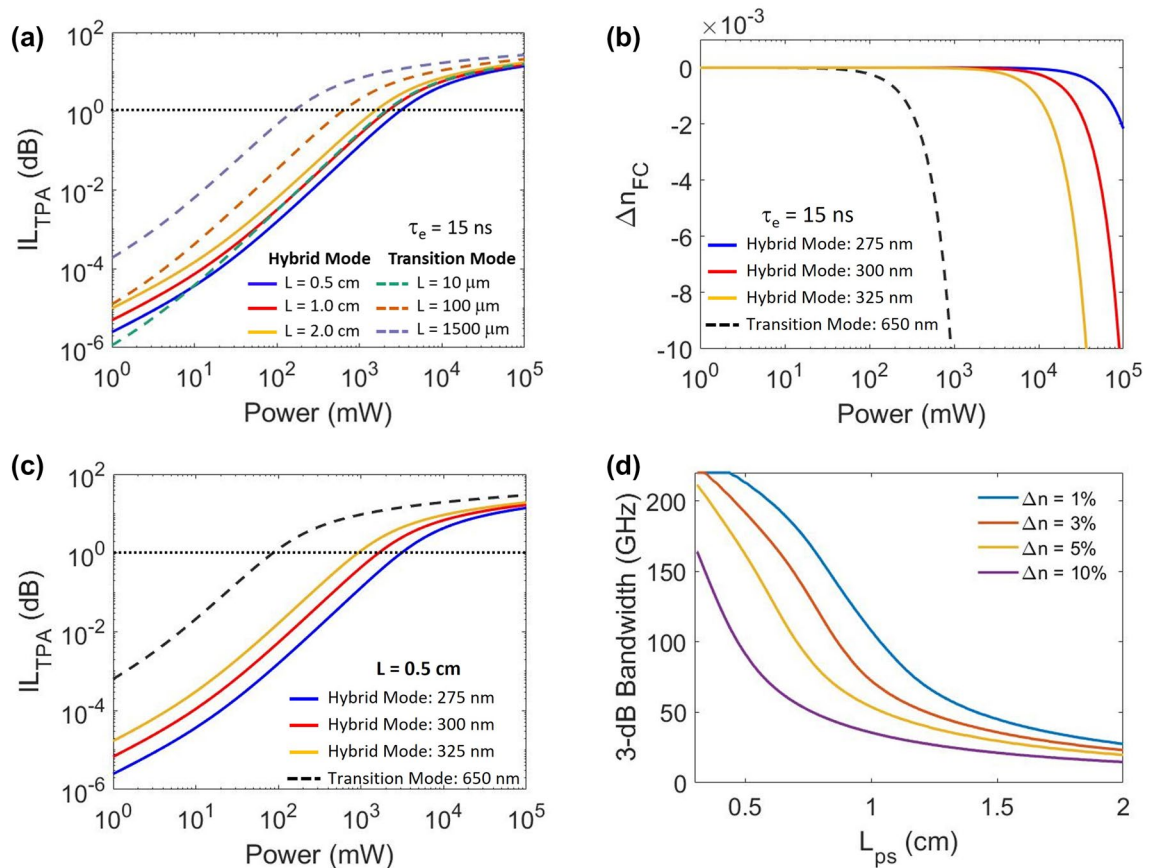 (a)
10²
10⁰
10⁻²
10⁻⁴
10⁻⁶
IL_TPA (dB)
τₑ = 15 ns
Hybrid Mode Transition Mode
L = 0.5 cm L = 10 μm
L = 1.0 cm L = 100 μm
L = 2.0 cm L = 1500 μm
10⁰ 10¹ 10² 10³ 10⁴ 10⁵
Power (mW)
(b)
× 10⁻³
0
-2
-4
-6
-8
-10
Δn_FC
τₑ = 15 ns
Hybrid Mode: 275 nm
Hybrid Mode: 300 nm
Hybrid Mode: 325 nm
Transition Mode: 650 nm
10⁰ 10¹ 10² 10³ 10⁴ 10⁵
Power (mW)
(c)
10²
10⁰
10⁻²
10⁻⁴
10⁻⁶
IL_TPA (dB)
L = 0.5 cm
Hybrid Mode: 275 nm
Hybrid Mode: 300 nm
Hybrid Mode: 325 nm
Transition Mode: 650 nm
10⁰ 10¹ 10² 10³ 10⁴ 10⁵
Power (mW)
(d)
200
150
100
50
0
3-dB Bandwidth (GHz)
Δn = 1%
Δn = 3%
Δn = 5%
Δn = 10%
0.5 1 1.5 2
L_ps (cm)